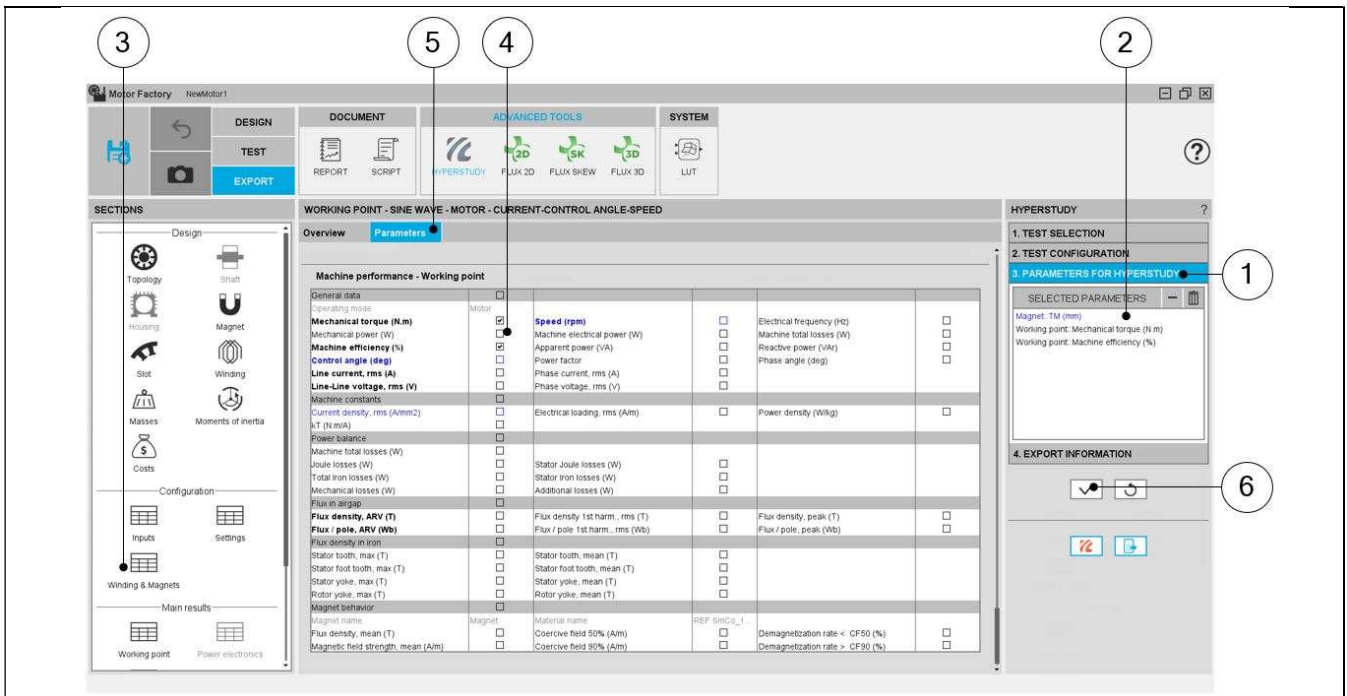 3
5
4
2
Motor Factory NewMotor1
DESIGN
TEST
EXPORT
DOCUMENT
REPORT SCRIPT
ADVANCED TOOLS
HYPERSTUDY FLUX 2D FLUX SKEW FLUX 3D
2D SK 3D
SYSTEM
LUT
?
SECTIONS
Design
Topology Shaft
Housing Magnet
Slot Winding
Masses Moments of inertia
Costs
Configuration
Inputs Settings
Winding & Magnets
Main results
Working point Power electronics
WORKING POINT - SINE WAVE - MOTOR - CURRENT-CONTROL ANGLE-SPEED
Overview Parameters
Machine performance - Working point
General data
Operating mode Motor
Mechanical torque (N.m) Speed (rpm) Electrical frequency (Hz)
Mechanical power (W) Machine electrical power (W) Machine total losses (W)
Machine efficiency (%) Apparent power (VA) Reactive power (VAr)
Control angle (deg) Power factor Phase angle (deg)
Line current, rms (A) Phase current, rms (A)
Line-Line voltage, rms (V) Phase voltage, rms (V)
Machine constants
Current density, rms (A/mm2) Electrical loading, rms (A/m) Power density (W/kg)
kT (N.m/A)
Power balance
Machine total losses (W)
Joule losses (W) Stator Joule losses (W)
Total Iron losses (W) Stator Iron losses (W)
Mechanical losses (W) Additional losses (W)
Flux in airgap
Flux density, ARV (T) Flux density 1st harm., rms (T) Flux density, peak (T)
Flux / pole, ARV (Wb) Flux / pole 1st harm., rms (Wb) Flux / pole, peak (Wb)
Flux density in iron
Stator tooth, max (T) Stator tooth, mean (T)
Stator foot tooth, max (T) Stator foot tooth, mean (T)
Stator yoke, max (T) Stator yoke, mean (T)
Rotor yoke, max (T) Rotor yoke, mean (T)
Magnet behavior
Magnet name Magnet Material name REF SmCo_1...
Flux density, mean (T) Coercive field 50% (A/m) Demagnetization rate < CF50 (%)
Magnetic field strength, mean (A/m) Coercive field 90% (A/m) Demagnetization rate > CF90 (%)
HYPERSTUDY ?
1. TEST SELECTION
2. TEST CONFIGURATION
3. PARAMETERS FOR HYPERSTUDY
1
SELECTED PARAMETERS
Magnet: TM (mm)
Working point: Mechanical torque (N.m)
Working point: Machine efficiency (%)
4. EXPORT INFORMATION
6